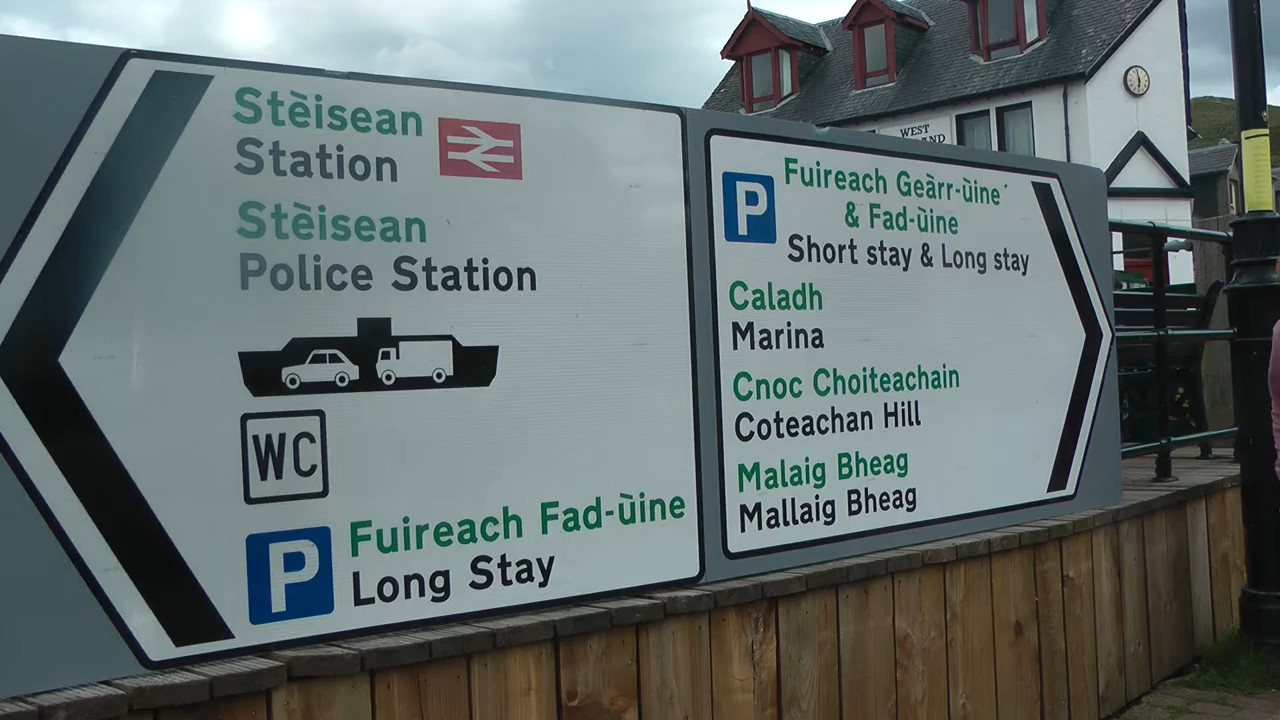 Stèisean
Station
Stèisean
Police Station
WC
P
Fuireach Fad-ùine
Long Stay
P
Fuireach Geàrr-ùine
& Fad-ùine
Short stay & Long stay
Caladh
Marina
Cnoc Choiteachain
Coteachan Hill
Malaig Bheag
Mallaig Bheag
WEST